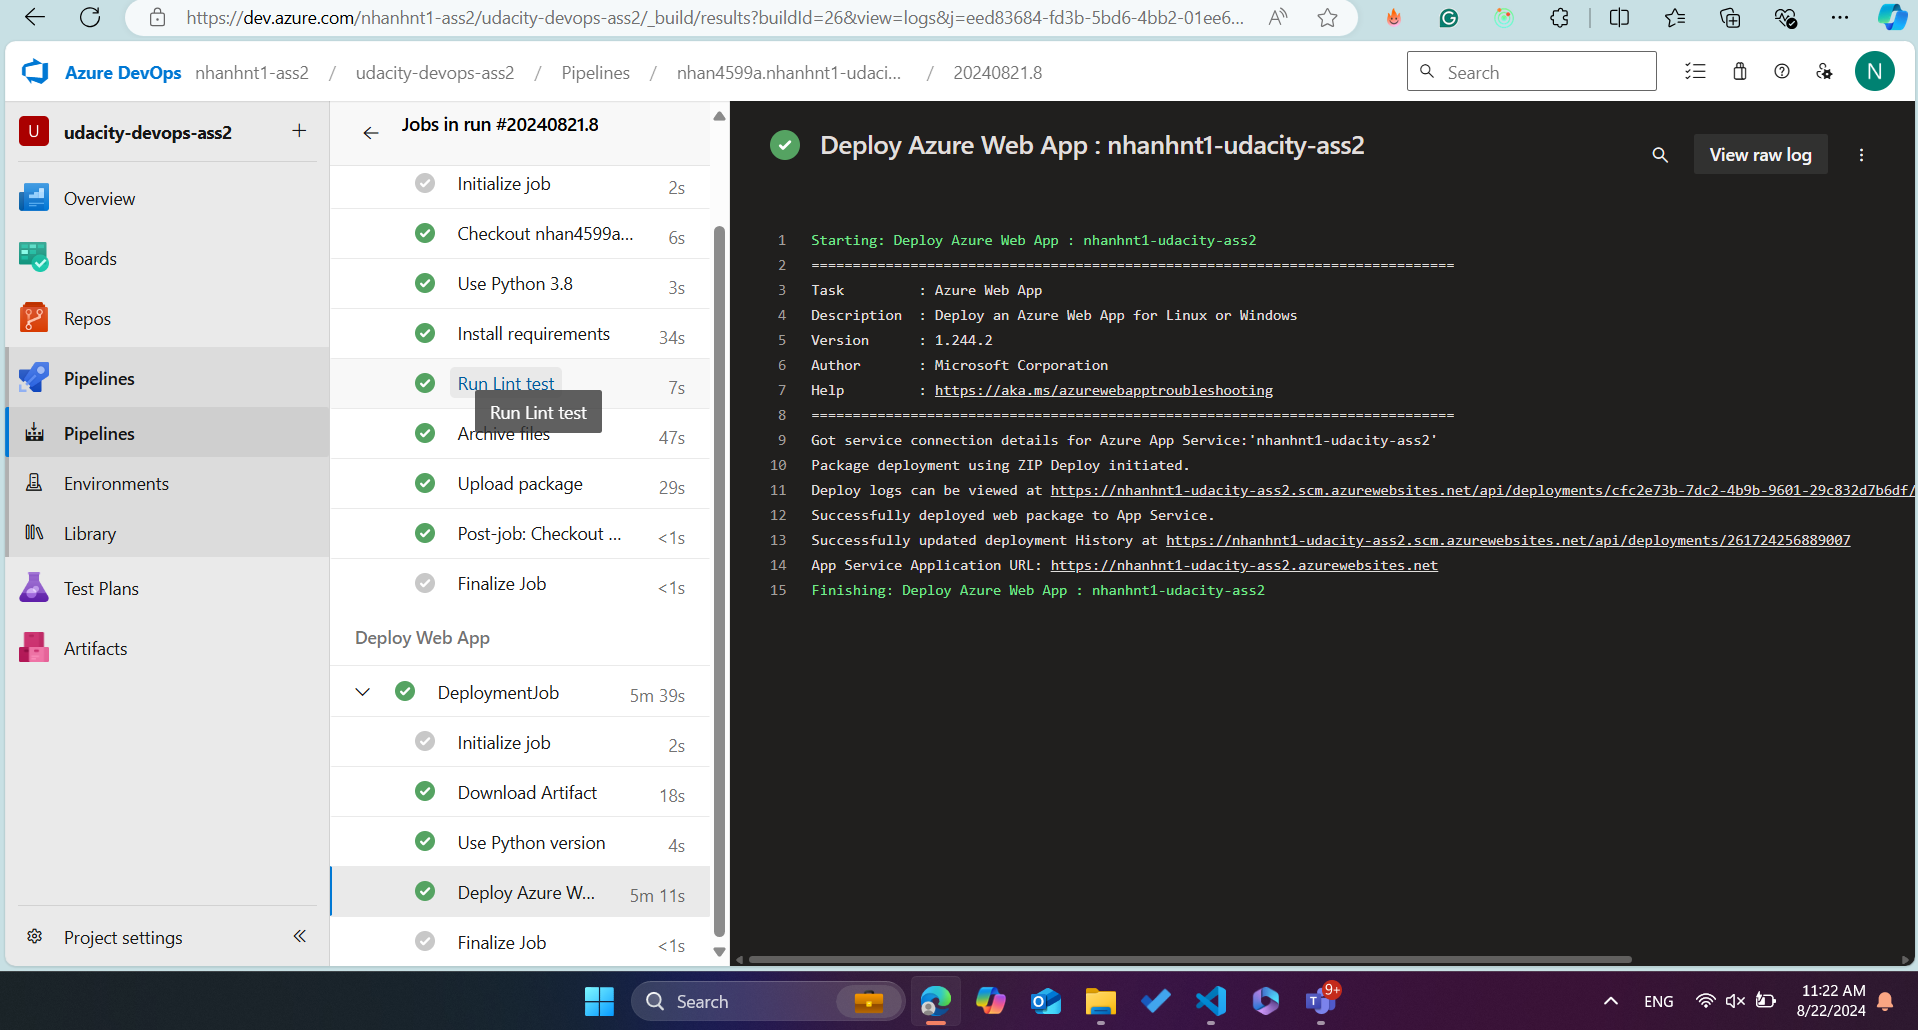 https://dev.azure.com/nhanhnt1-ass2/udacity-devops-ass2/_build/results?buildId=26&view=logs&j=eed83684-fd3b-5bd6-4bb2-01ee6...
Azure DevOps nhanhnt1-ass2 / udacity-devops-ass2 / Pipelines / nhan4599a.nhanhnt1-udaci... / 20240821.8
Search
N
U udacity-devops-ass2
Overview
Boards
Repos
Pipelines
Pipelines
Environments
Library
Test Plans
Artifacts
Project settings
Jobs in run #20240821.8
Initialize job 2s
Checkout nhan4599a... 6s
Use Python 3.8 3s
Install requirements 34s
Run Lint test 7s
Run Lint test
Archive files 47s
Upload package 29s
Post-job: Checkout ... <1s
Finalize Job <1s
Deploy Web App
DeploymentJob 5m 39s
Initialize job 2s
Download Artifact 18s
Use Python version 4s
Deploy Azure W... 5m 11s
Finalize Job <1s
Deploy Azure Web App : nhanhnt1-udacity-ass2
View raw log
1 Starting: Deploy Azure Web App : nhanhnt1-udacity-ass2
2 ==============================================================================
3 Task : Azure Web App
4 Description : Deploy an Azure Web App for Linux or Windows
5 Version : 1.244.2
6 Author : Microsoft Corporation
7 Help : https://aka.ms/azurewebapptroubleshooting
8 ==============================================================================
9 Got service connection details for Azure App Service:'nhanhnt1-udacity-ass2'
10 Package deployment using ZIP Deploy initiated.
11 Deploy logs can be viewed at https://nhanhnt1-udacity-ass2.scm.azurewebsites.net/api/deployments/cfc2e73b-7dc2-4b9b-9601-29c832d7b6df/
12 Successfully deployed web package to App Service.
13 Successfully updated deployment History at https://nhanhnt1-udacity-ass2.scm.azurewebsites.net/api/deployments/261724256889007
14 App Service Application URL: https://nhanhnt1-udacity-ass2.azurewebsites.net
15 Finishing: Deploy Azure Web App : nhanhnt1-udacity-ass2
Search
9+
ENG
11:22 AM
8/22/2024